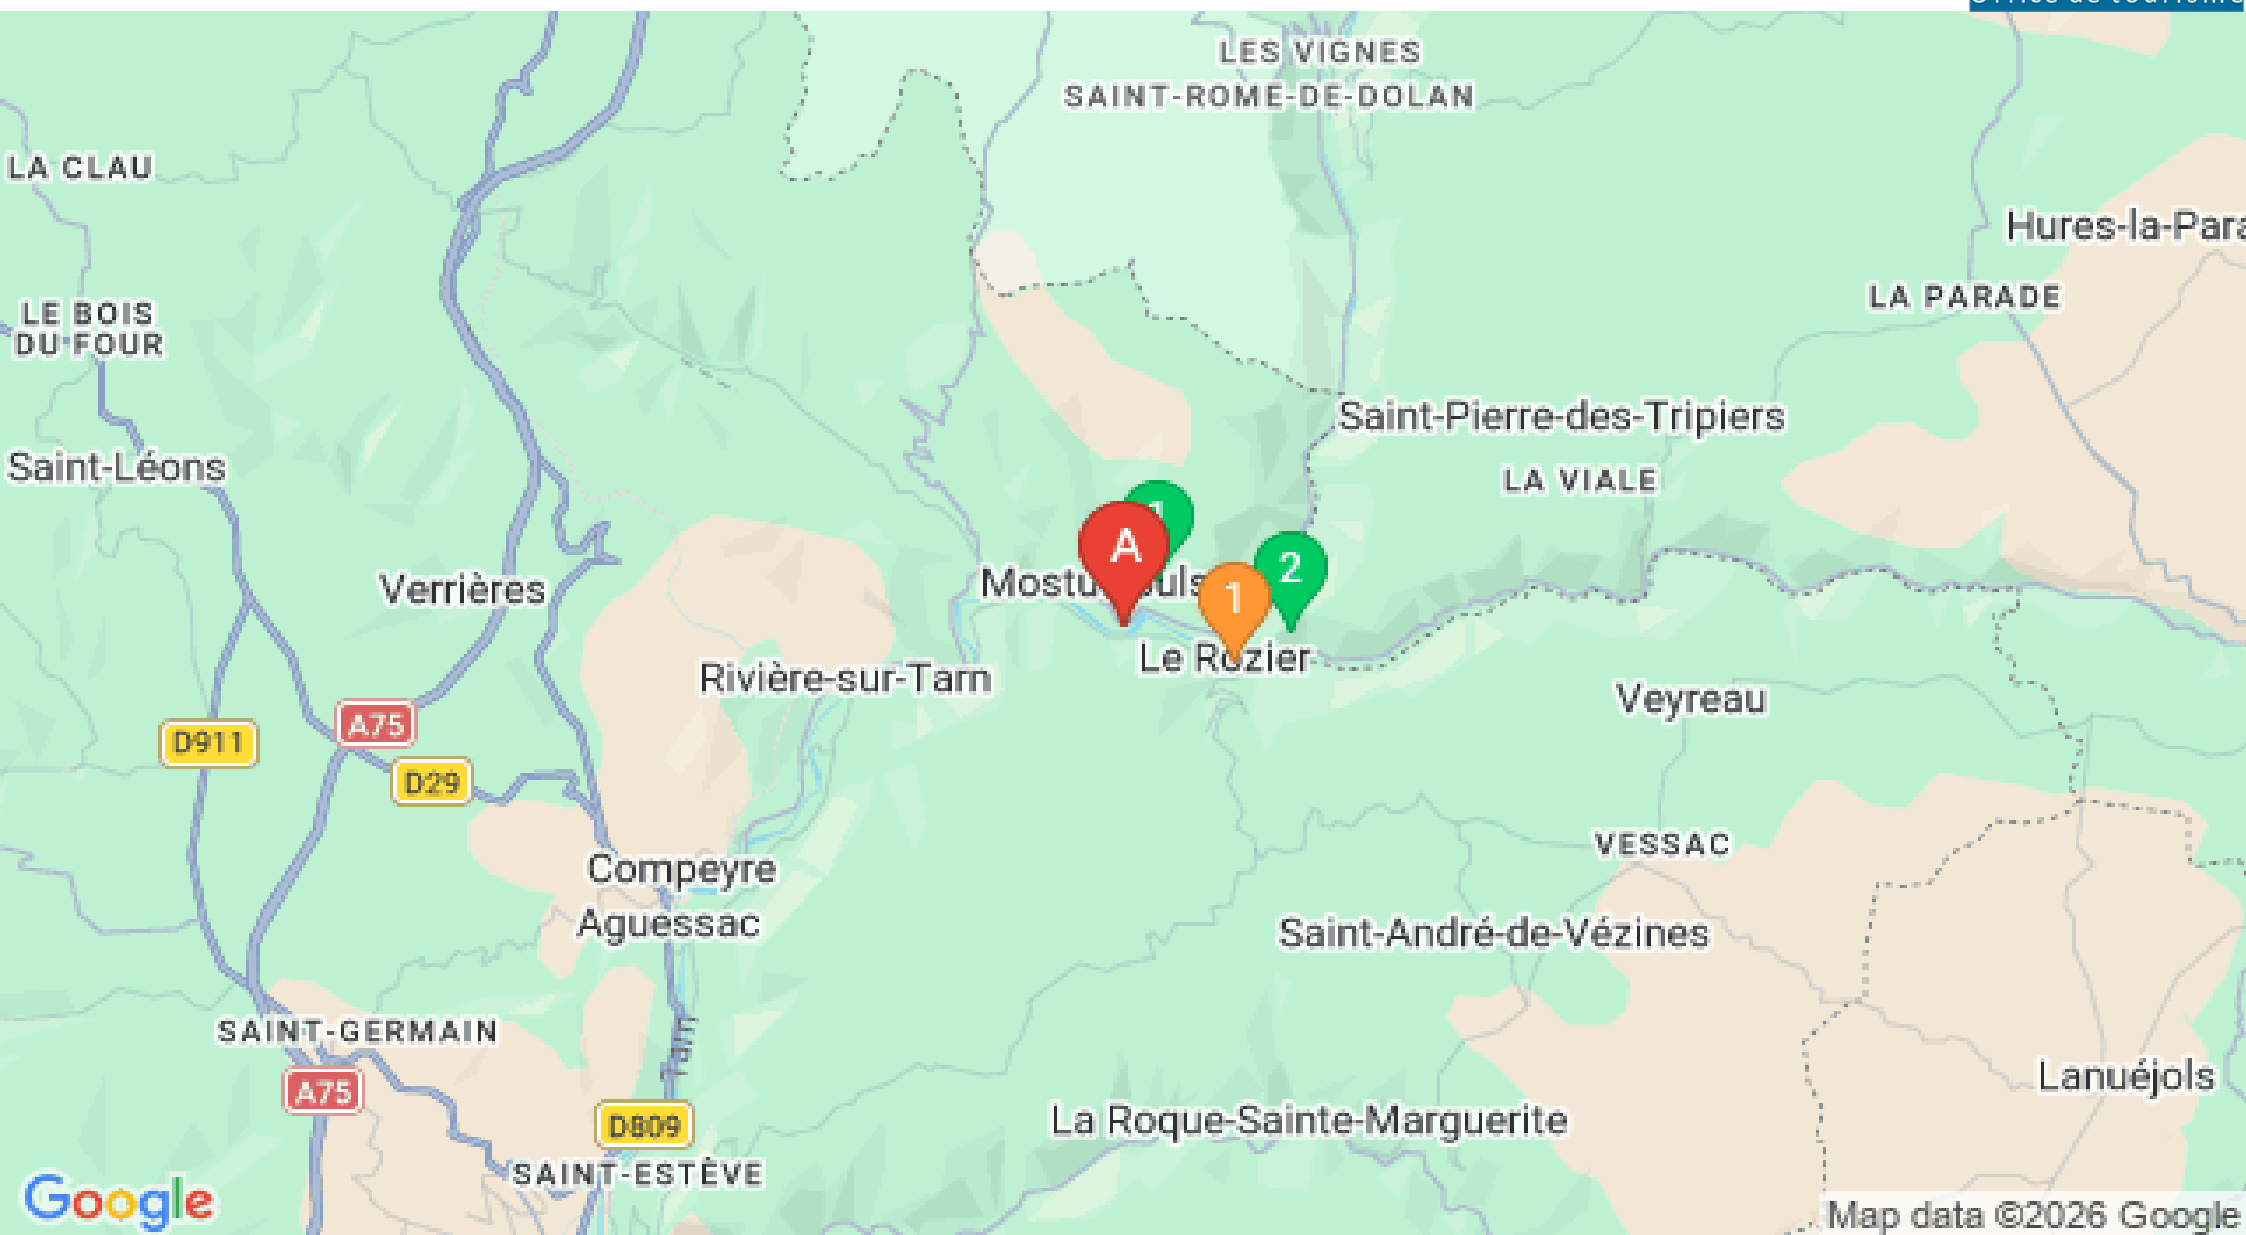 Office de tourisme
LES VIGNES
SAINT-ROME-DE-DOLAN
LA CLAU
Hures-la-Para
LA PARADE
LE BOIS
DU FOUR
Saint-Pierre-des-Tripiers
Saint-Léons
LA VIALE
1
A
2
Verrières
1
Le Rozier
Rivière-sur-Tarn
Veyreau
A75
D911
D29
VESSAC
Compeyre
Aguessac
Saint-André-de-Vézines
SAINT-GERMAIN
Tarn
A75
Lanuéjols
D809
La Roque-Sainte-Marguerite
SAINT-ESTÈVE
Google
Map data ©2026 Google